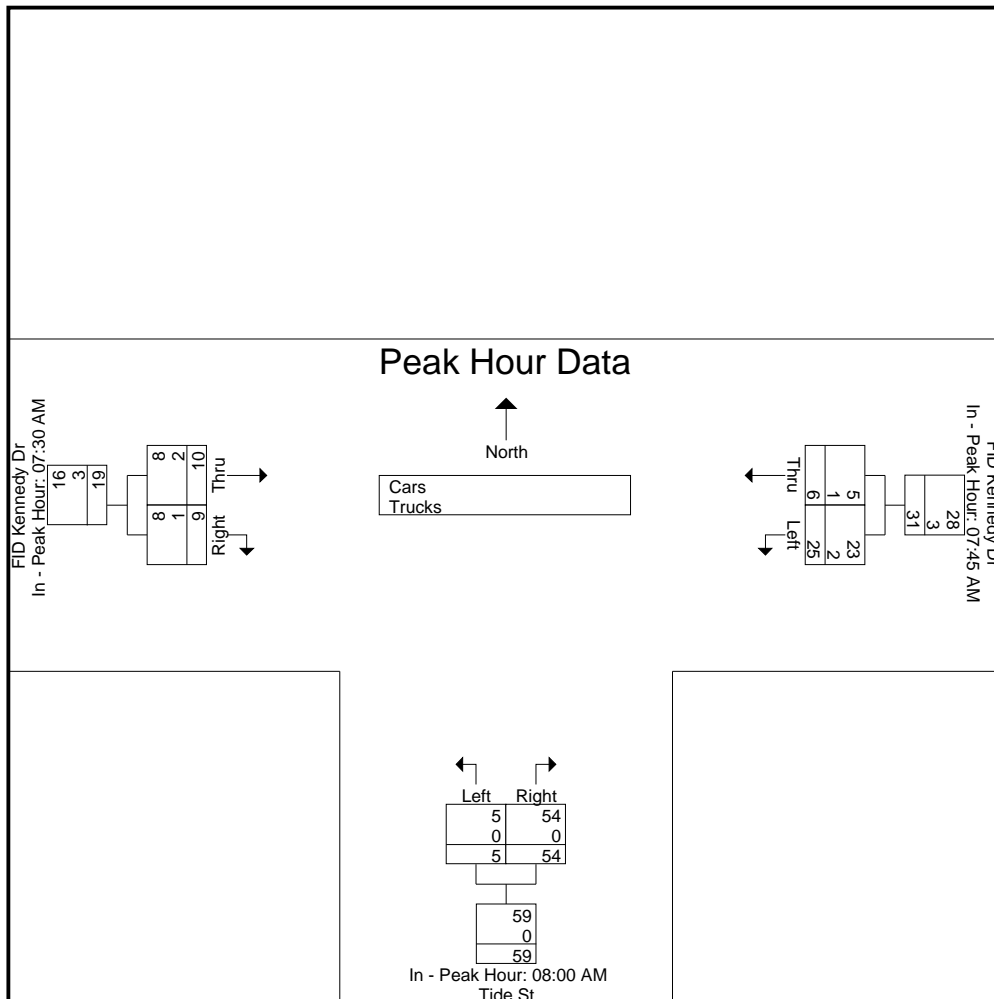 Peak Hour Data
North
Cars
Trucks
FID Kennedy Dr
In - Peak Hour: 07:30 AM
16
3
19
8
2
10
Thru
8
1
9
Right
Thru
5
1
6
Left
23
2
25
28
3
31
In - Peak Hour: 07:45 AM
FID Kennedy Dr
Left Right
5 54
0 0
5 54
59
0
59
In - Peak Hour: 08:00 AM
Tide St